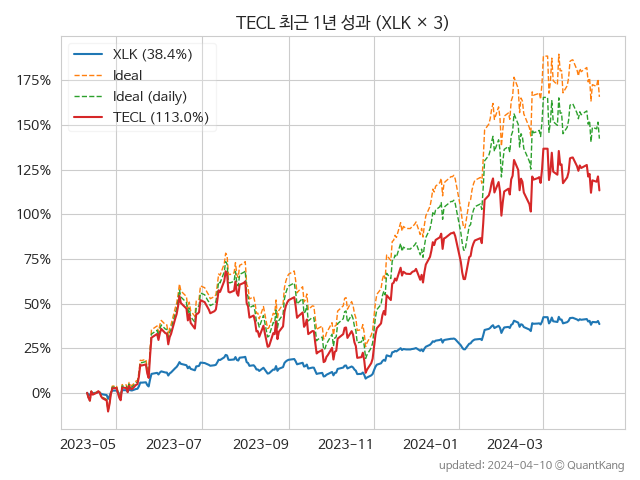 TECL 최근 1년 성과 (XLK × 3)
XLK (38.4%)
Ideal
Ideal (daily)
TECL (113.0%)
175%
150%
125%
100%
75%
50%
25%
0%
2023-05 2023-07 2023-09 2023-11 2024-01 2024-03
updated: 2024-04-10 © QuantKang